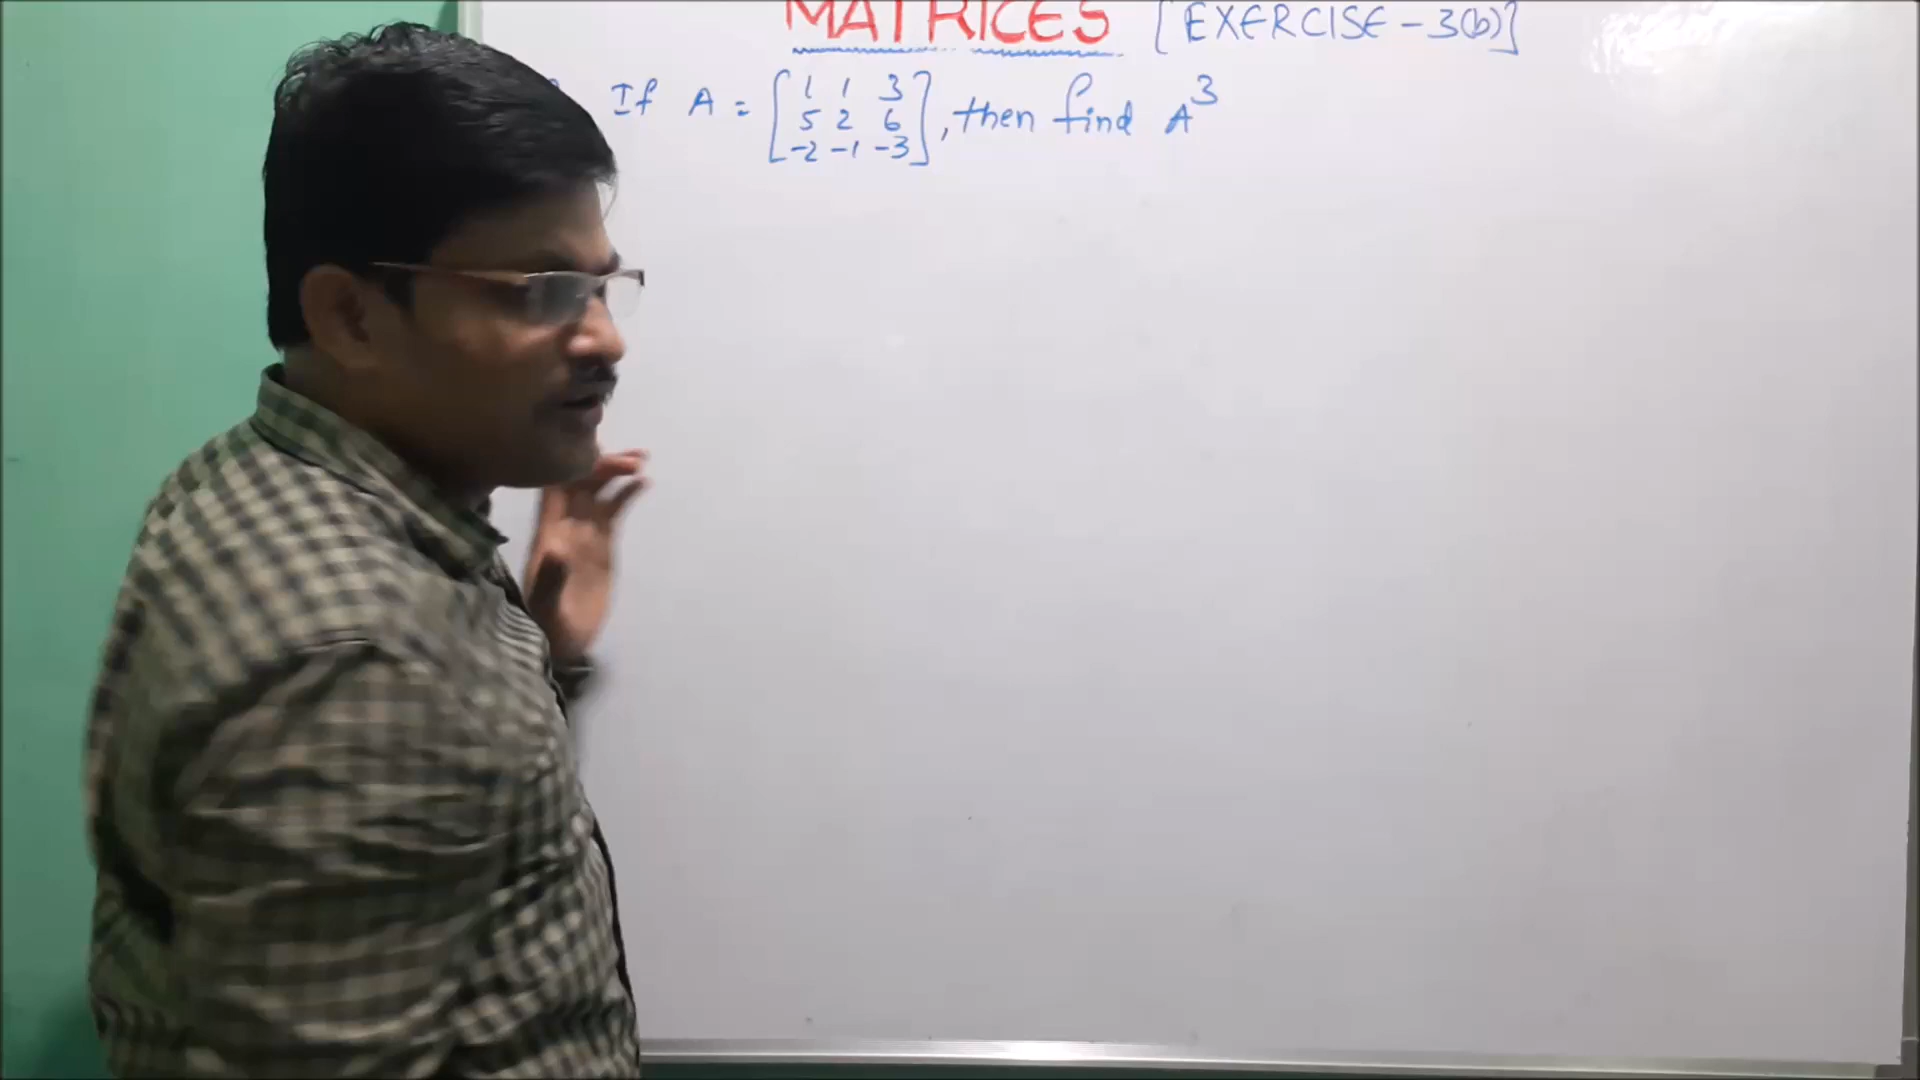 MATRICES [EXERCISE-3(b)]
If A = [1 1 3
5 2 6
-2 -1 -3], then find A³